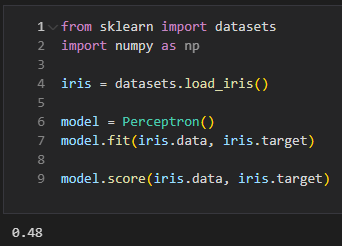 1 from sklearn import datasets
2 import numpy as np
3
4 iris = datasets.load_iris()
5
6 model = Perceptron()
7 model.fit(iris.data, iris.target)
8
9 model.score(iris.data, iris.target)
0.48